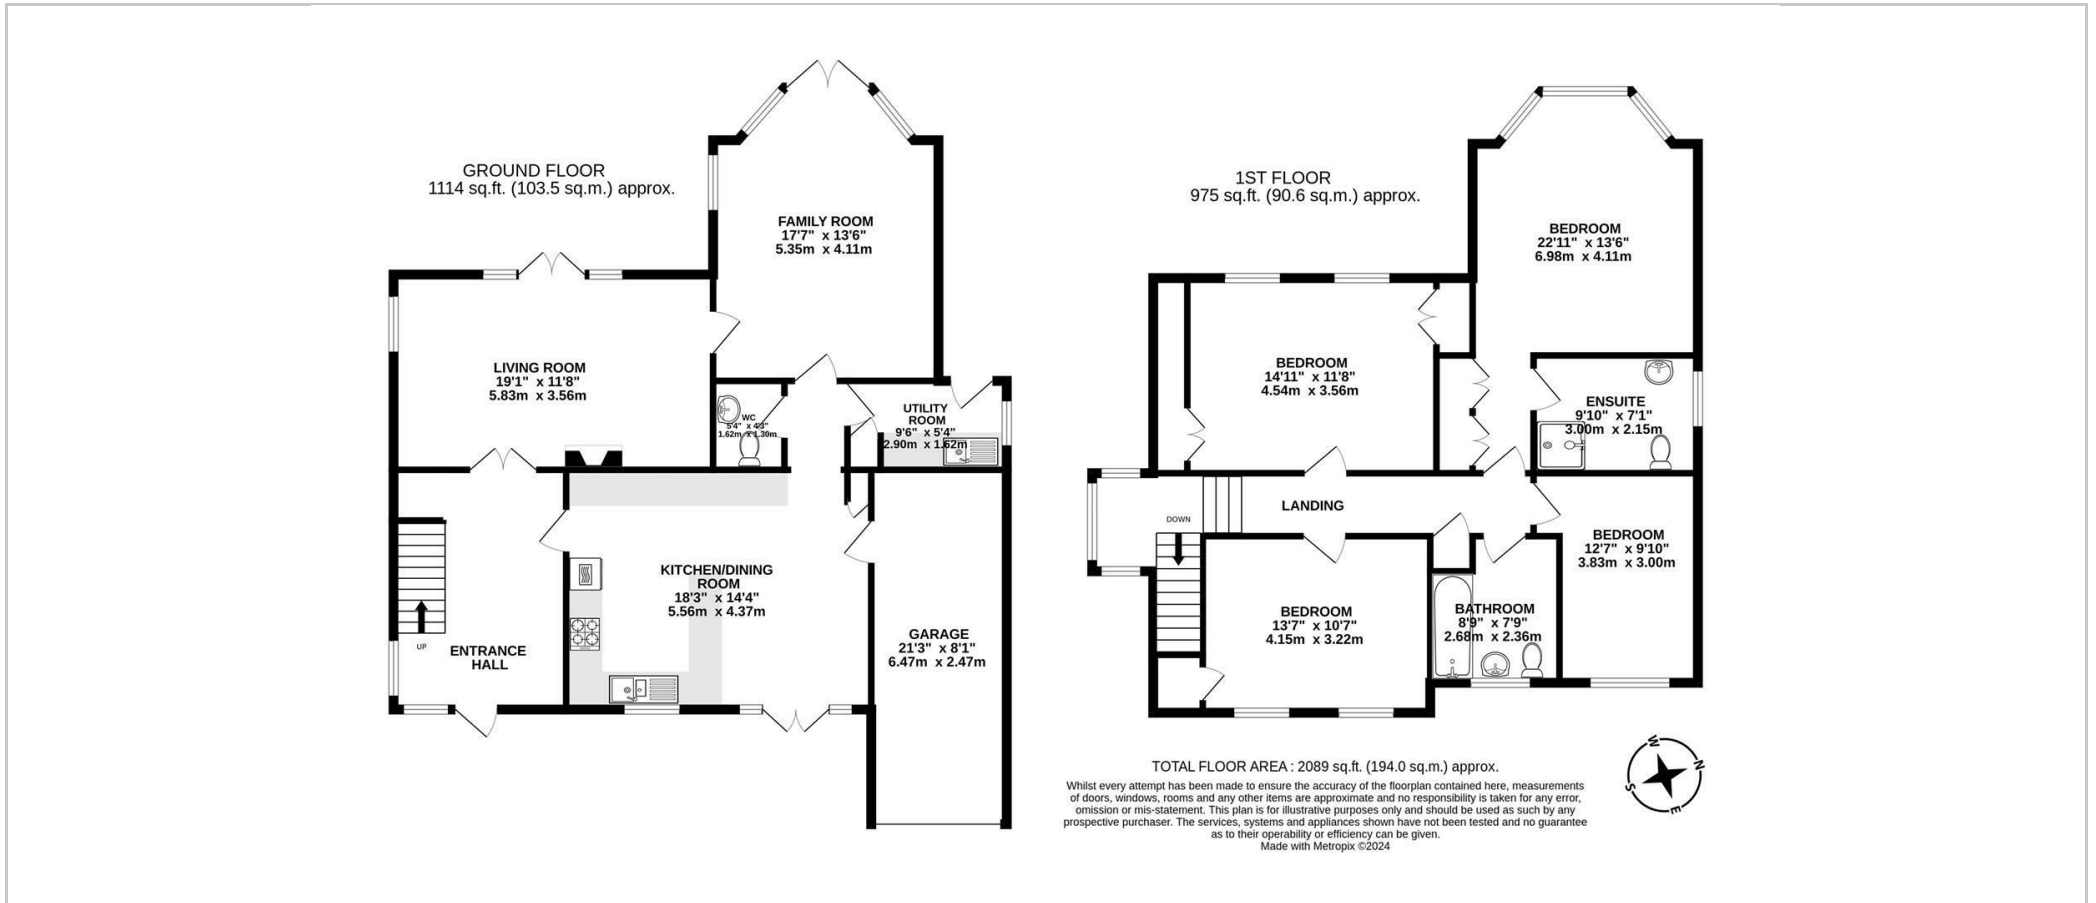 GROUND FLOOR
1114 sq.ft. (103.5 sq.m.) approx.
FAMILY ROOM
17'7" x 13'6"
5.35m x 4.11m
LIVING ROOM
19'1" x 11'8"
5.83m x 3.56m
WC
5'4" x 4'3"
1.62m x 1.30m
UTILITY
ROOM
9'6" x 5'4"
2.90m x 1.62m
KITCHEN/DINING
ROOM
18'3" x 14'4"
5.56m x 4.37m
UP
ENTRANCE
HALL
GARAGE
21'3" x 8'1"
6.47m x 2.47m
1ST FLOOR
975 sq.ft. (90.6 sq.m.) approx.
BEDROOM
22'11" x 13'6"
6.98m x 4.11m
BEDROOM
14'11" x 11'8"
4.54m x 3.56m
ENSUITE
9'10" x 7'1"
3.00m x 2.15m
LANDING
DOWN
BEDROOM
12'7" x 9'10"
3.83m x 3.00m
BEDROOM
13'7" x 10'7"
4.15m x 3.22m
BATHROOM
8'9" x 7'9"
2.68m x 2.36m
TOTAL FLOOR AREA : 2089 sq.ft. (194.0 sq.m.) approx.
Whilst every attempt has been made to ensure the accuracy of the floorplan contained here, measurements
of doors, windows, rooms and any other items are approximate and no responsibility is taken for any error,
omission or mis-statement. This plan is for illustrative purposes only and should be used as such by any
prospective purchaser. The services, systems and appliances shown have not been tested and no guarantee
as to their operability or efficiency can be given.
Made with Metropix ©2024
W
N
S
E